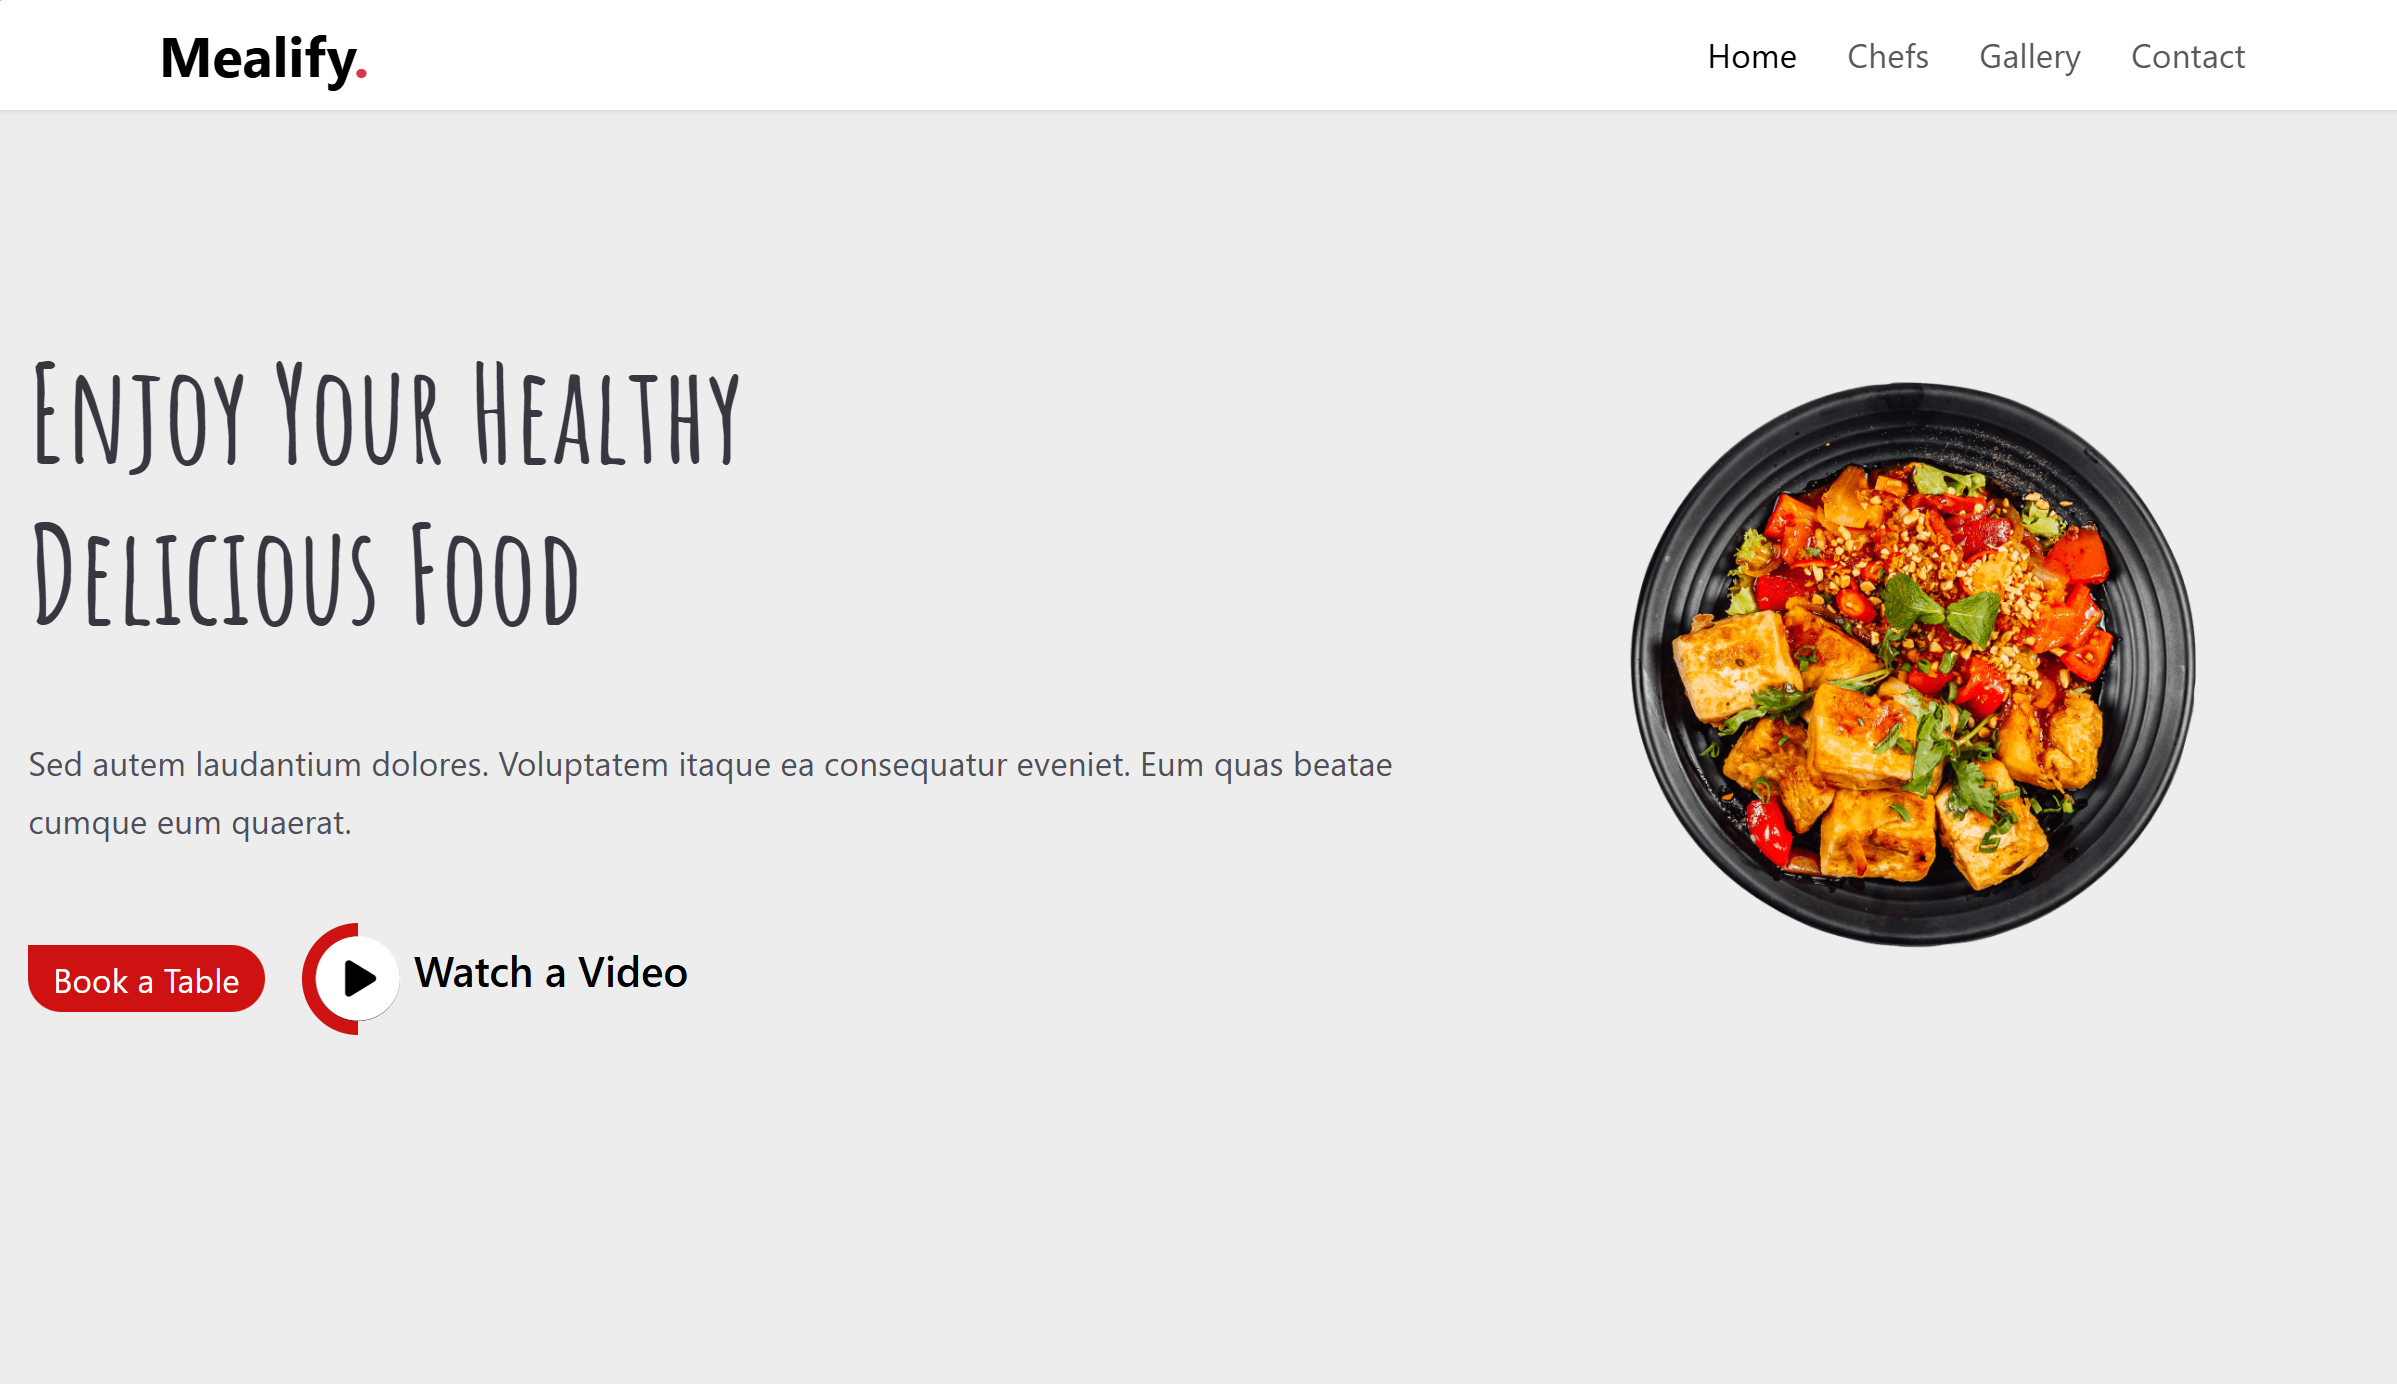 Mealify.
Home Chefs Gallery Contact
Enjoy Your Healthy
Delicious Food
Sed autem laudantium dolores. Voluptatem itaque ea consequatur eveniet. Eum quas beatae
cumque eum quaerat.
Book a Table
Watch a Video